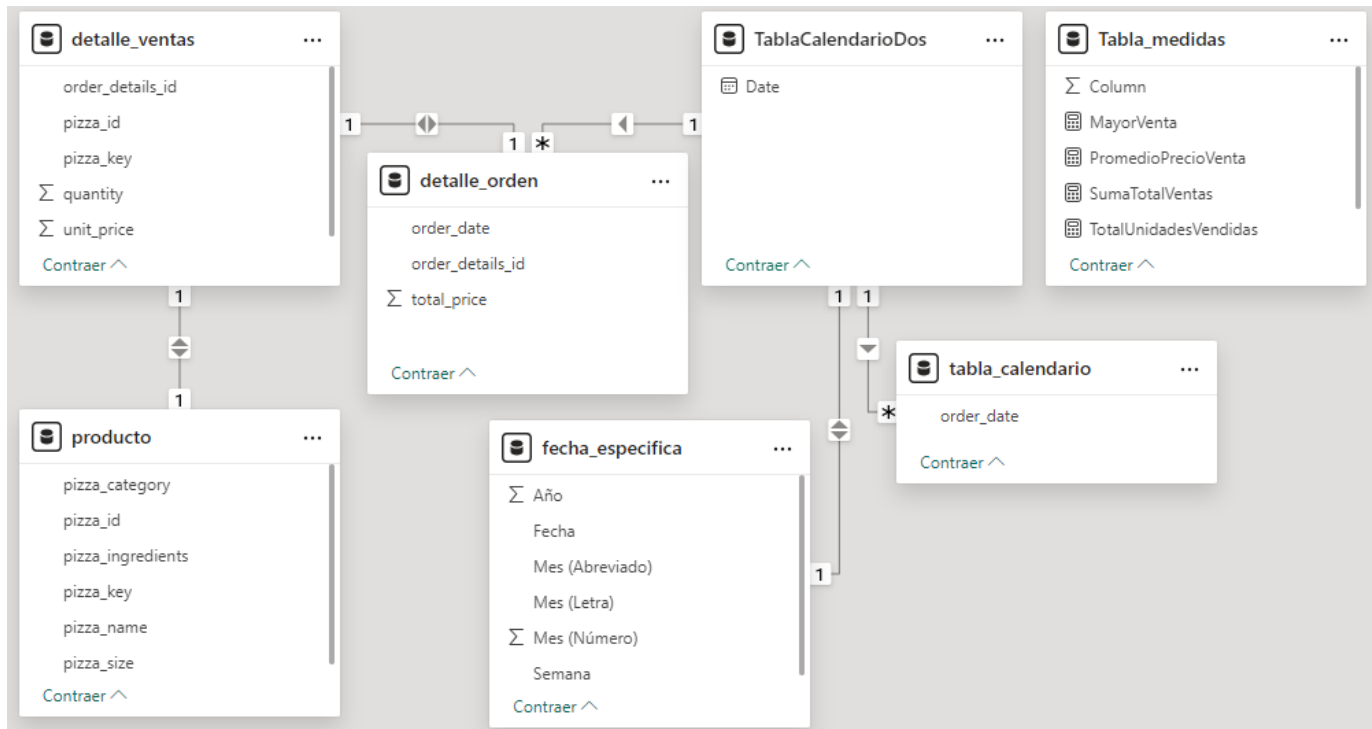 detalle_ventas
...
order_details_id
pizza_id
pizza_key
Σ quantity
Σ unit_price
Contraer
1
1
*
1
TablaCalendarioDos
...
Date
Contraer
Tabla_medidas
...
Σ Column
MayorVenta
PromedioPrecioVenta
SumaTotalVentas
TotalUnidadesVendidas
Contraer
detalle_orden
...
order_date
order_details_id
Σ total_price
Contraer
1
1
producto
...
pizza_category
pizza_id
pizza_ingredients
pizza_key
pizza_name
pizza_size
Contraer
1
1
*
1
tabla_calendario
...
order_date
Contraer
fecha_especifica
...
Σ Año
Fecha
Mes (Abreviado)
Mes (Letra)
Σ Mes (Número)
Semana
Contraer